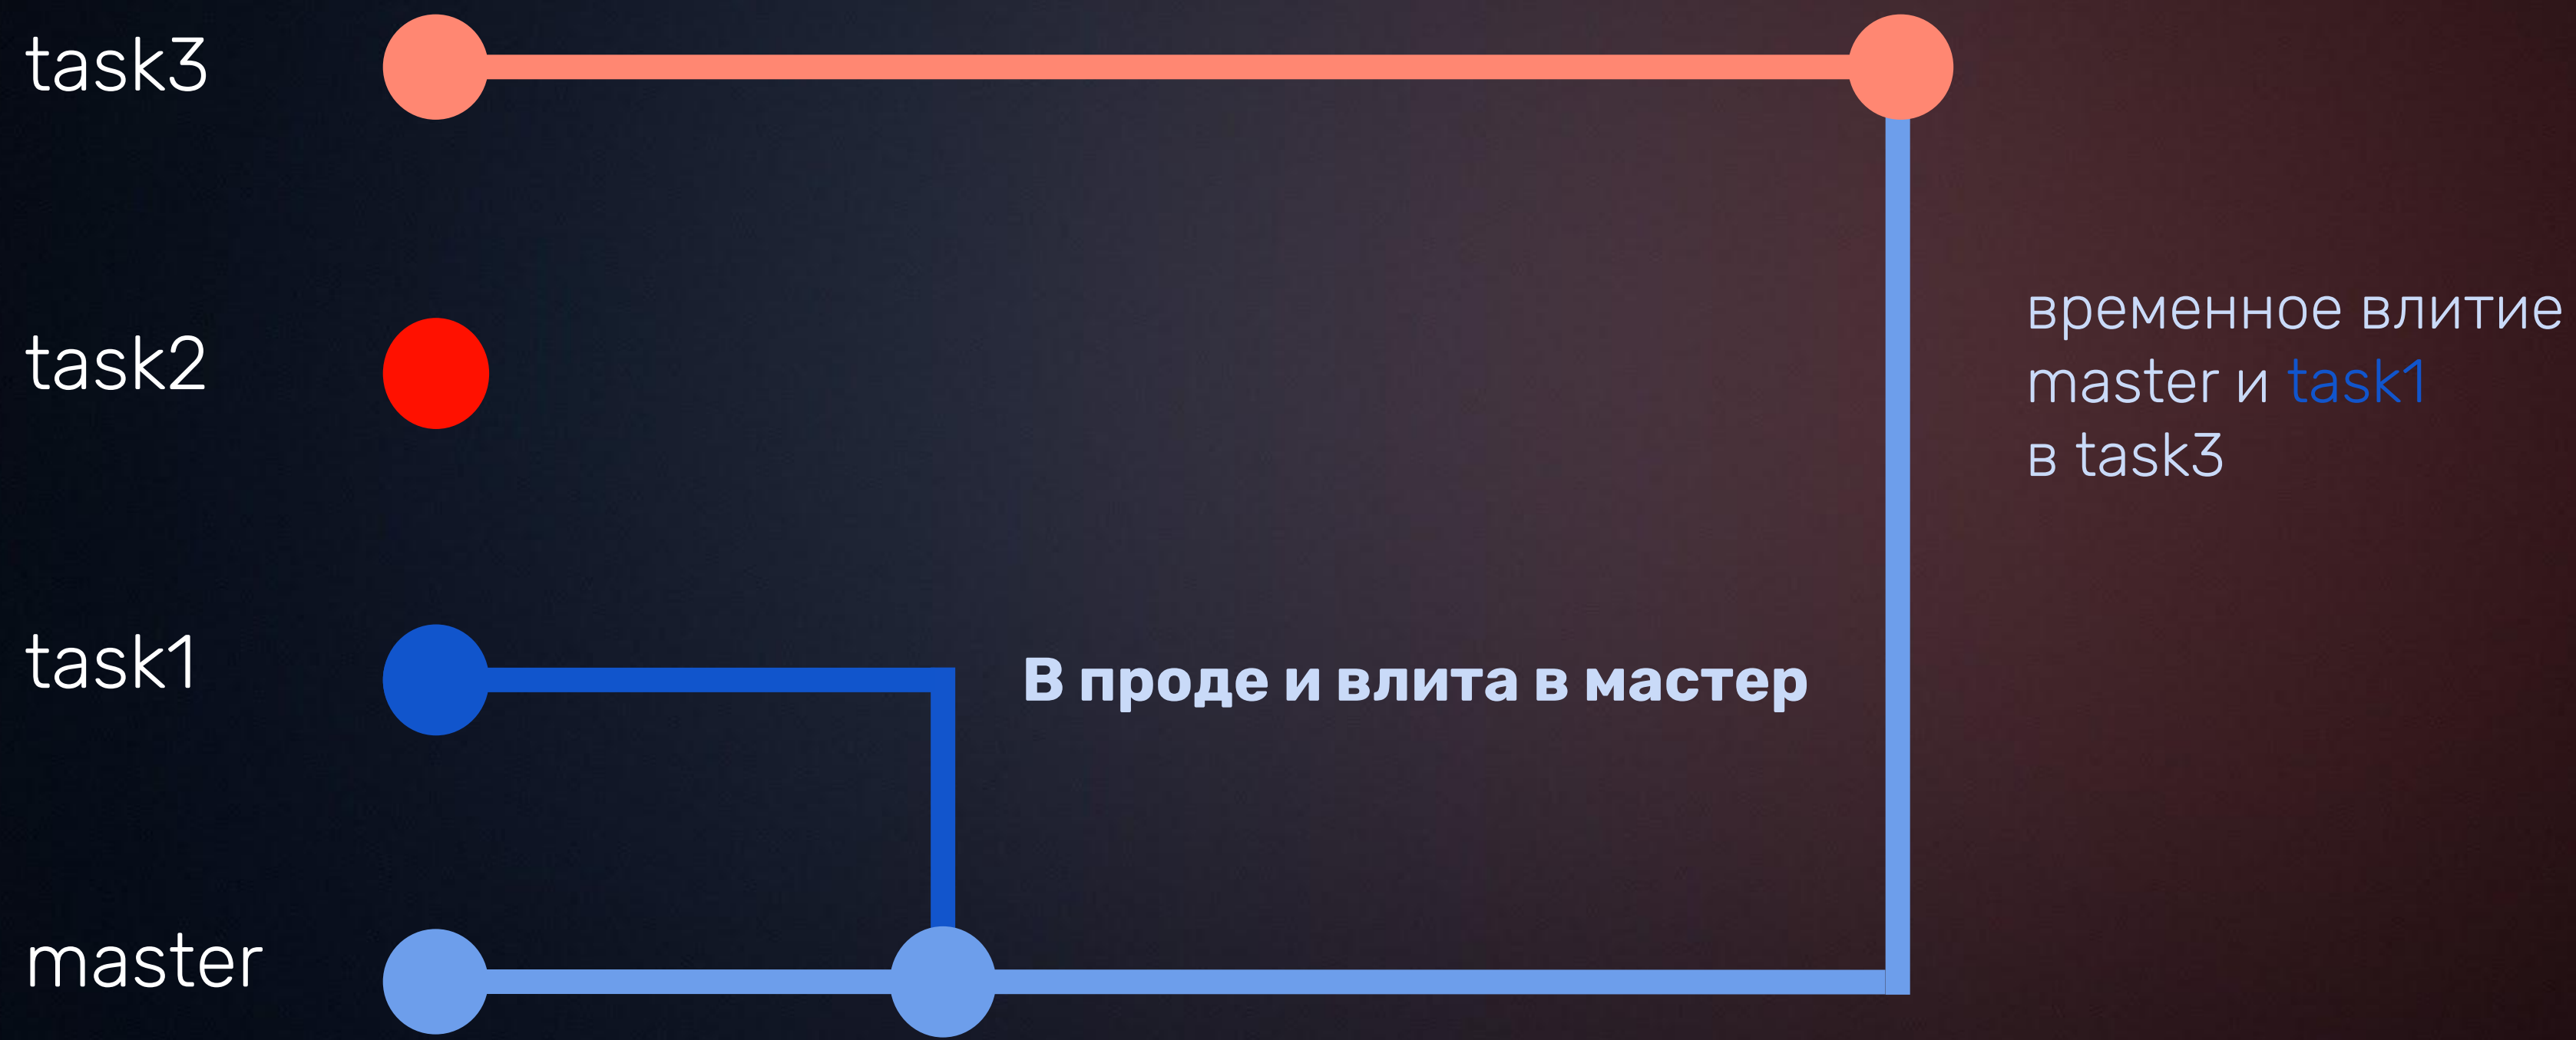 task3
task2
временное влитие
master и task1
в task3
task1
В проде и влита в мастер
master